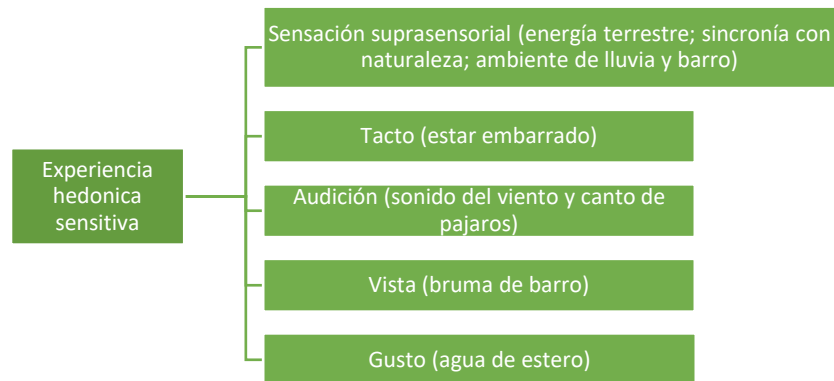 Sensación suprasensorial (energía terrestre; sincronía con
naturaleza; ambiente de lluvia y barro)
Tacto (estar embarrado)
Experiencia
hedonica
sensitiva
Audición (sonido del viento y canto de
pajaros)
Vista (bruma de barro)
Gusto (agua de estero)